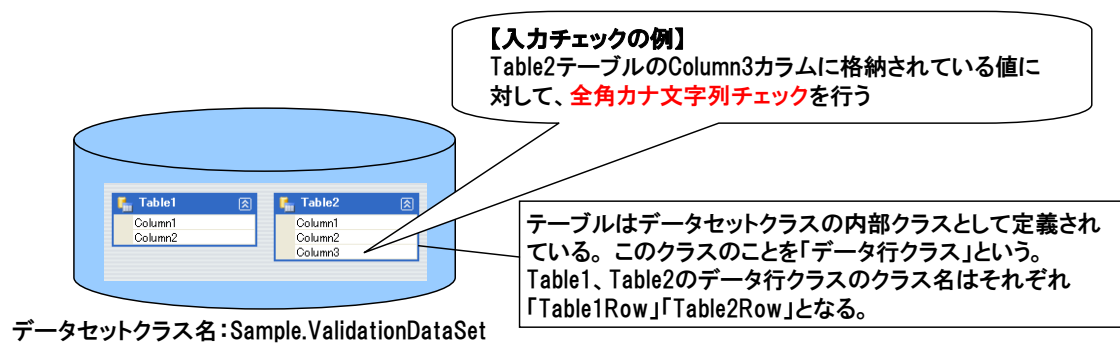 【入力チェックの例】
Table2テーブルのColumn3カラムに格納されている値に
対して、全角カナ文字列チェックを行う
Table1
Column1
Column2
Table2
Column1
Column2
Column3
テーブルはデータセットクラスの内部クラスとして定義され
ている。このクラスのことを「データ行クラス」という。
Table1、Table2のデータ行クラスのクラス名はそれぞれ
「Table1Row」「Table2Row」となる。
データセットクラス名：Sample.ValidationDataSet